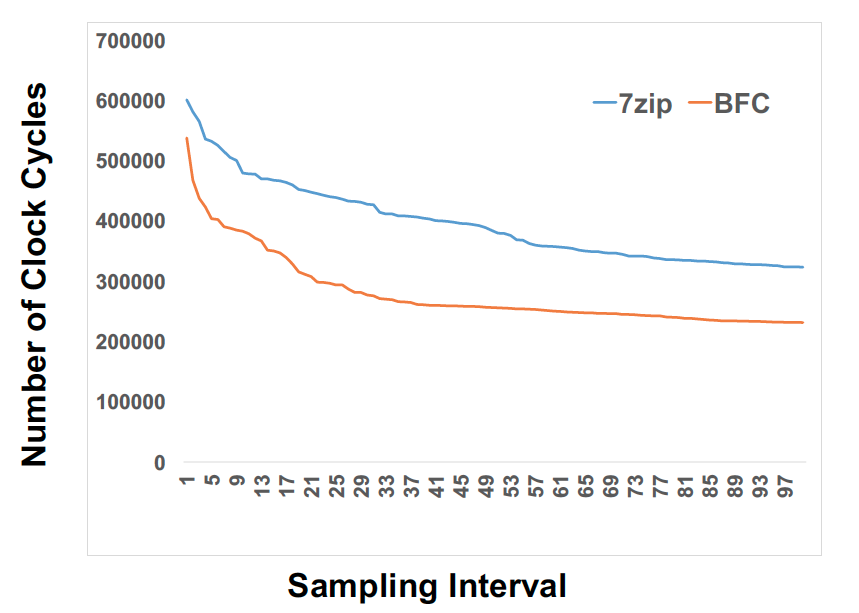 Number of Clock Cycles
700000
600000
500000
400000
300000
200000
100000
0
7zip BFC
1 5 9 13 17 21 25 29 33 37 41 45 49 53 57 61 65 69 73 77 81 85 89 93 97
Sampling Interval